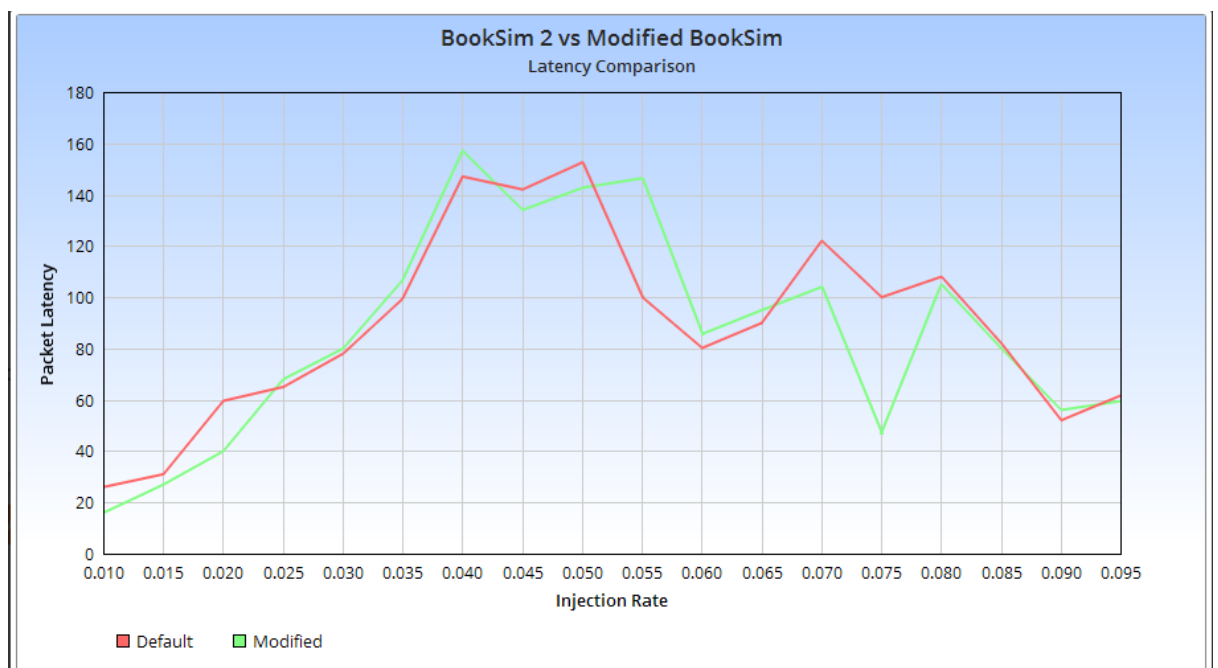 BookSim 2 vs Modified BookSim
Latency Comparison
180
160
140
120
100
80
60
40
20
0
Packet Latency
0.010 0.015 0.020 0.025 0.030 0.035 0.040 0.045 0.050 0.055 0.060 0.065 0.070 0.075 0.080 0.085 0.090 0.095
Injection Rate
Default Modified